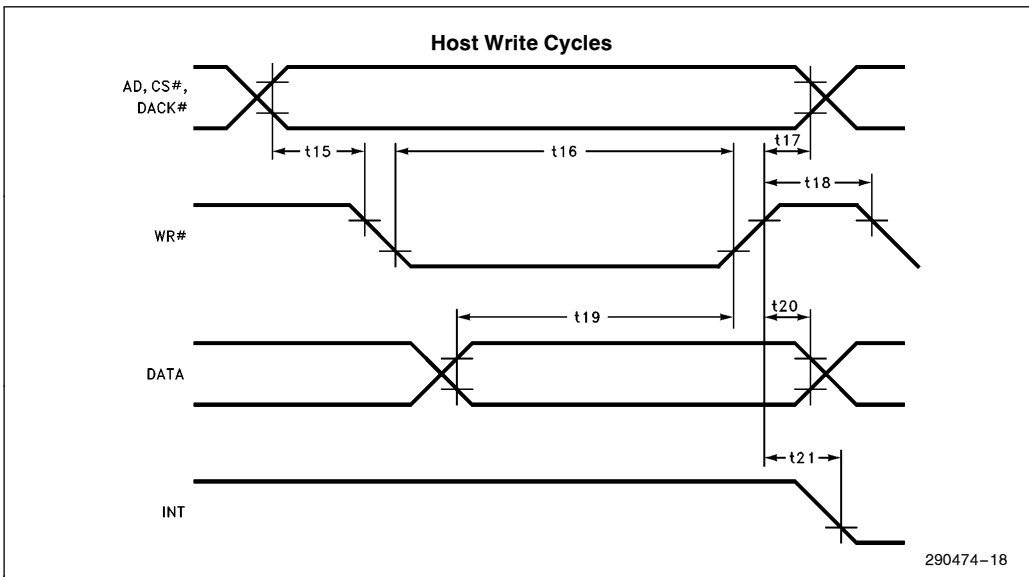 Host Write Cycles
AD, CS#,
DACK#
t17
t15
t16
t18
WR#
t20
t19
DATA
t21
INT
290474–18